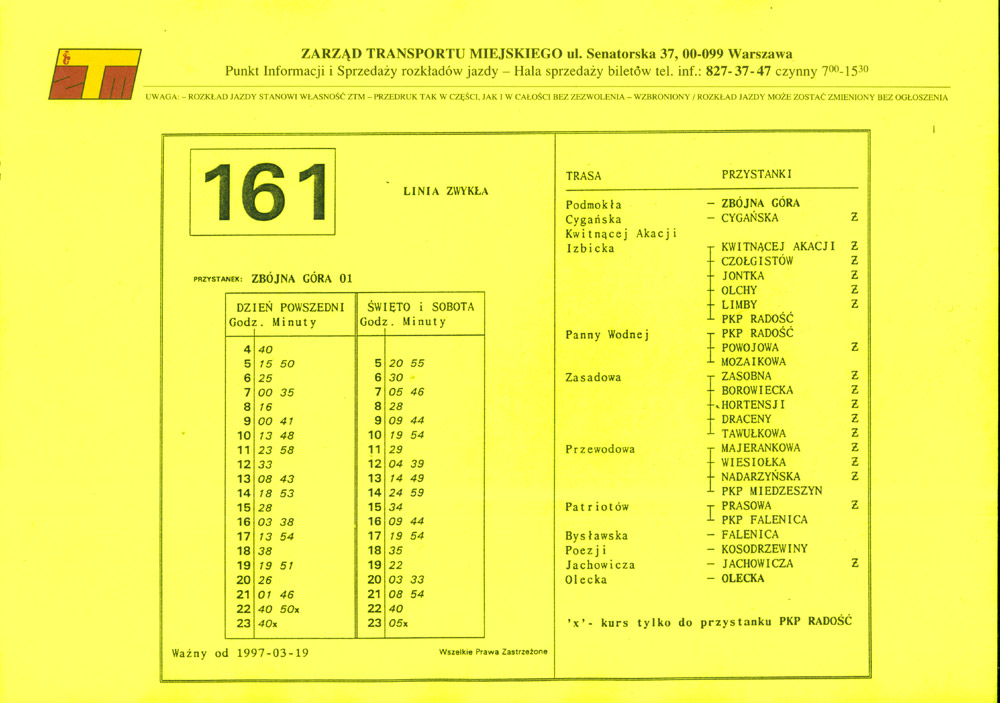 ZTM
ZARZĄD TRANSPORTU MIEJSKIEGO ul. Senatorska 37, 00-099 Warszawa
Punkt Informacji i Sprzedaży rozkładów jazdy – Hala sprzedaży biletów tel. inf.: 827-37-47 czynny 7⁰⁰-15³⁰
UWAGA: – ROZKŁAD JAZDY STANOWI WŁASNOŚĆ ZTM – PRZEDRUK TAK W CZĘŚCI, JAK I W CAŁOŚCI BEZ ZEZWOLENIA – WZBRONIONY / ROZKŁAD JAZDY MOŻE ZOSTAĆ ZMIENIONY BEZ OGŁOSZENIA
161
LINIA ZWYKŁA
PRZYSTANEK: ZBÓJNA GÓRA 01
DZIEŃ POWSZEDNI ŚWIĘTO i SOBOTA
Godz. Minuty Godz. Minuty
4 40
5 15 50 5 20 55
6 25 6 30
7 00 35 7 05 46
8 16 8 28
9 00 41 9 09 44
10 13 48 10 19 54
11 23 58 11 29
12 33 12 04 39
13 08 43 13 14 49
14 18 53 14 24 59
15 28 15 34
16 03 38 16 09 44
17 13 54 17 19 54
18 38 18 35
19 19 51 19 22
20 26 20 03 33
21 01 46 21 08 54
22 40 50x 22 40
23 40x 23 05x
Ważny od 1997-03-19
Wszelkie Prawa Zastrzeżone
TRASA PRZYSTANKI
Podmokła – ZBÓJNA GÓRA
Cygańska – CYGAŃSKA Ż
Kwitnącej Akacji
Izbicka KWITNĄCEJ AKACJI Ż
CZOŁGISTÓW Ż
JONTKA Ż
OLCHY Ż
LIMBY Ż
PKP RADOŚĆ
Panny Wodnej PKP RADOŚĆ
POWOJOWA Ż
MOZAIKOWA
Zasadowa ZASOBNA Ż
BOROWIECKA Ż
HORTENSJI Ż
DRACENY Ż
TAWUŁKOWA Ż
Przewodowa MAJERANKOWA Ż
WIESIOŁKA Ż
NADARZYŃSKA Ż
PKP MIEDZESZYN
Patriotów PRASOWA Ż
PKP FALENICA
Bysławska – FALENICA
Poezji – KOSODRZEWINY
Jachowicza – JACHOWICZA Ż
Olecka – OLECKA
'x'- kurs tylko do przystanku PKP RADOŚĆ